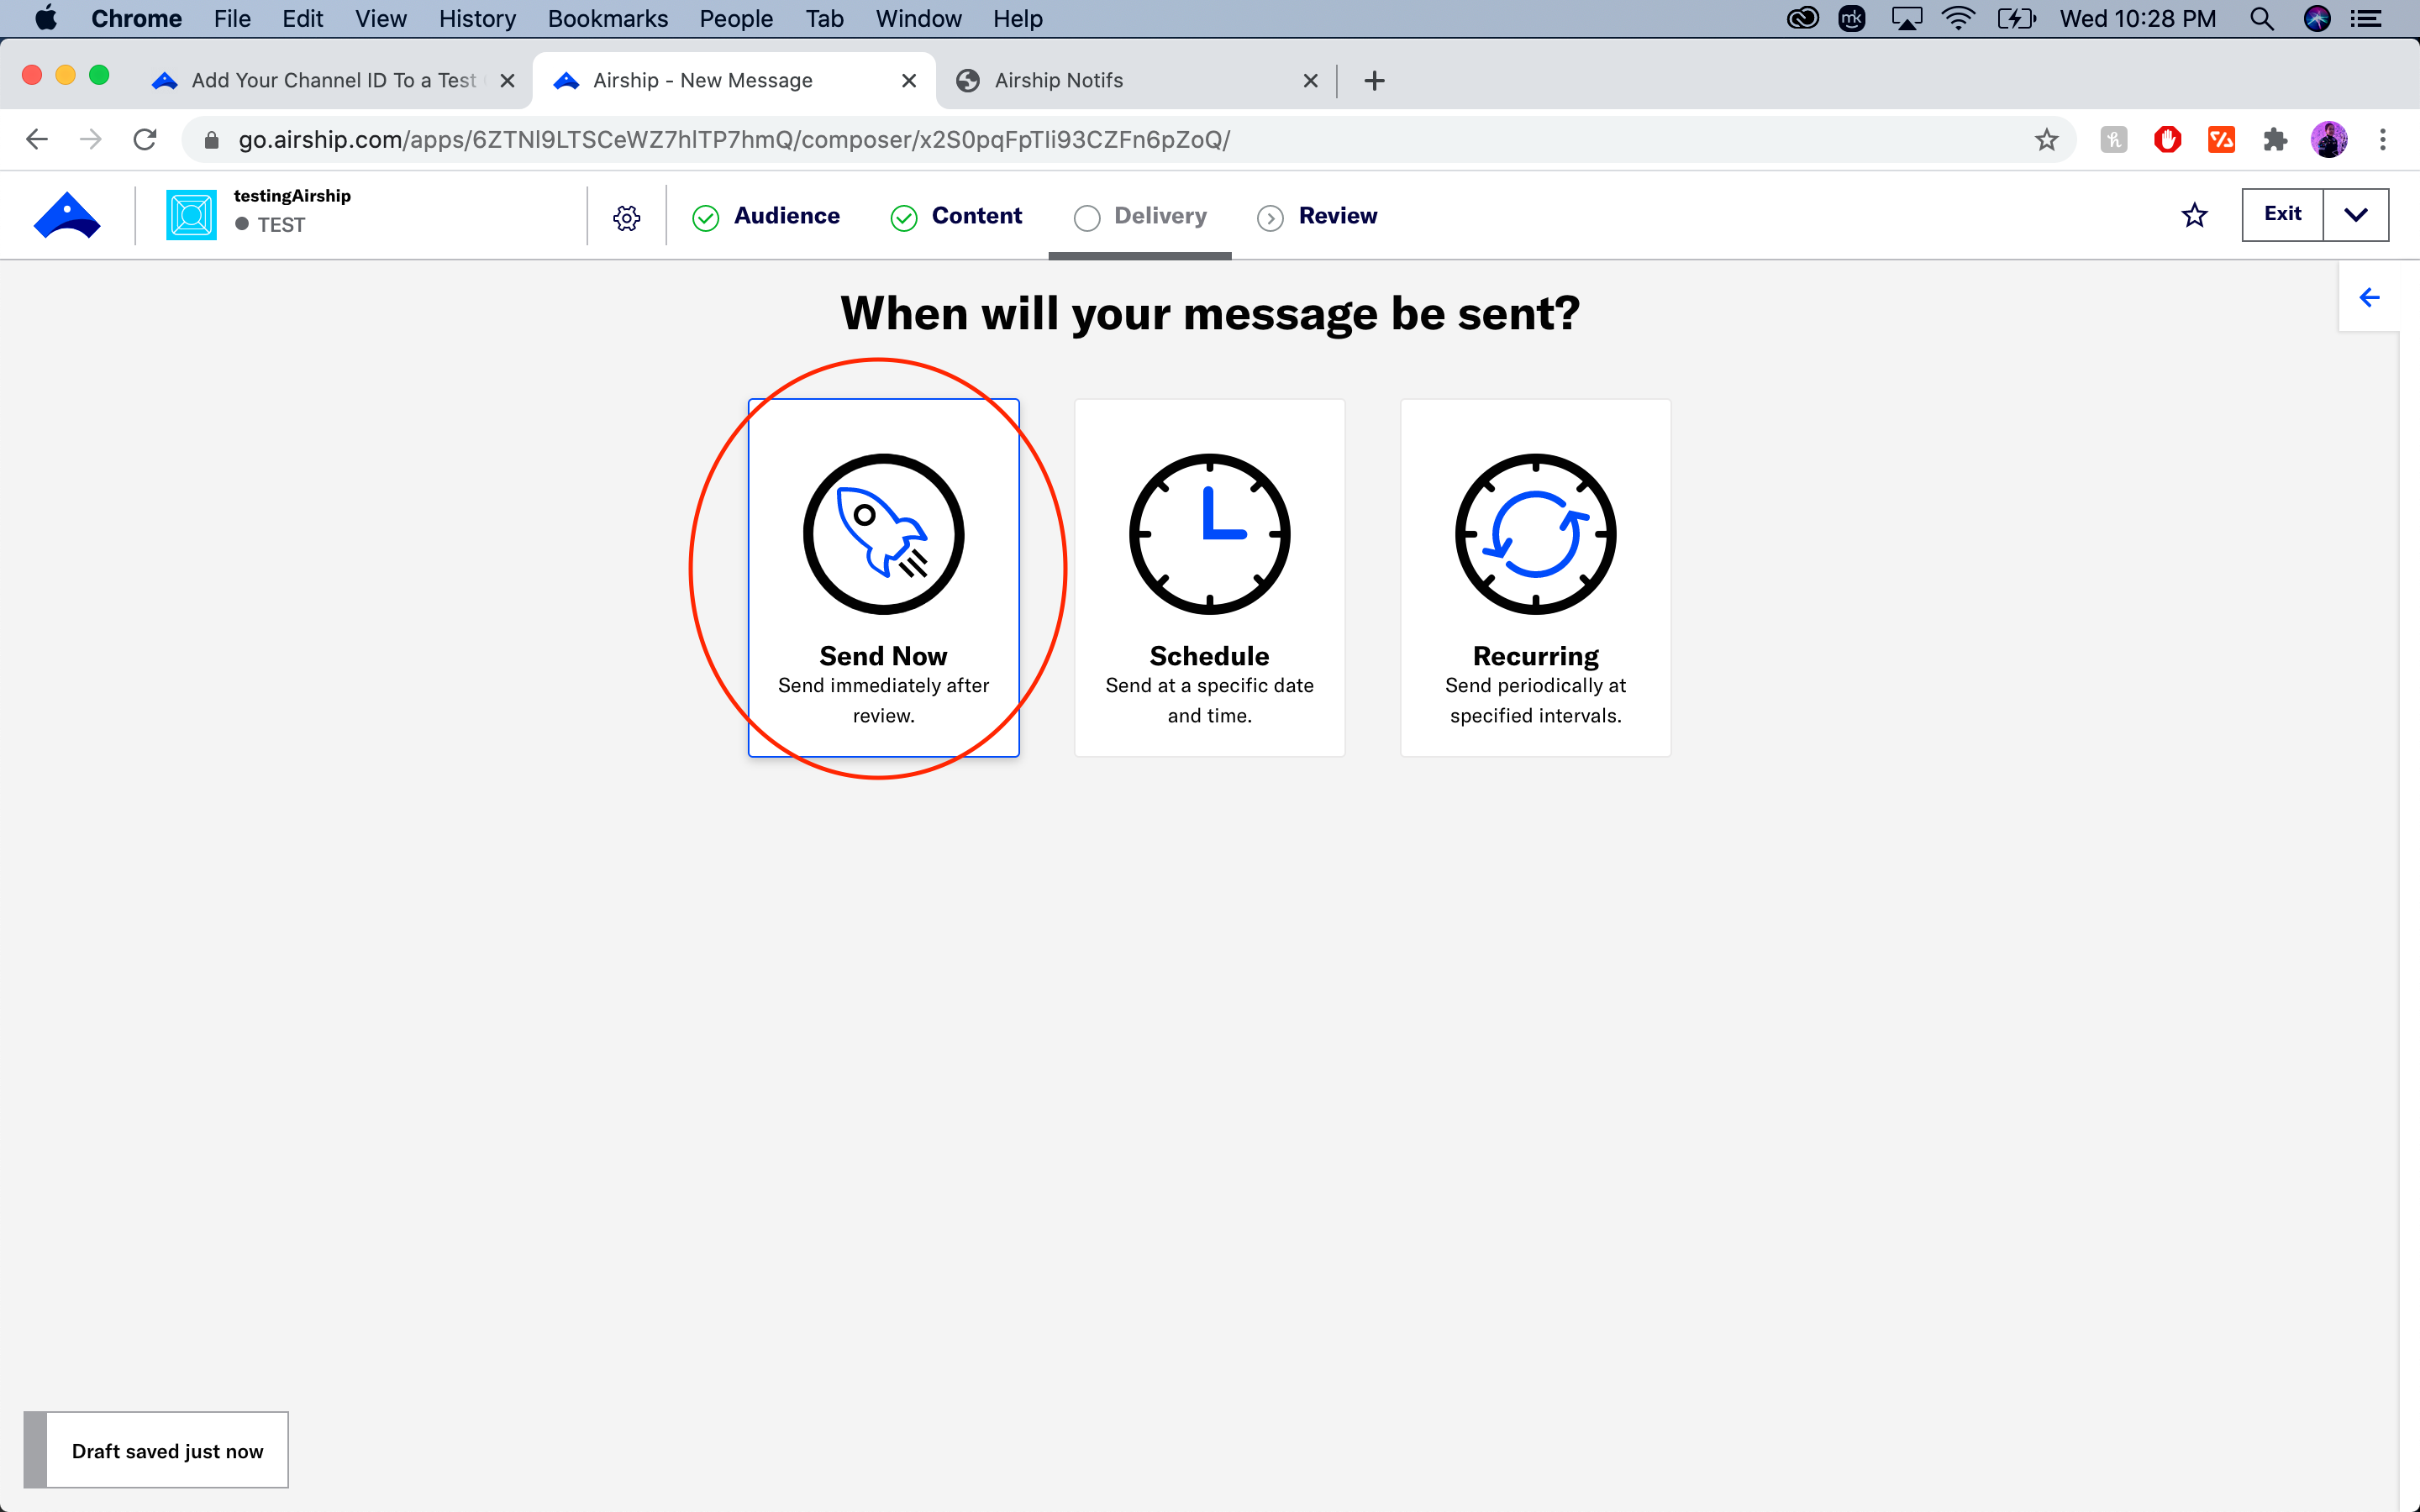 Chrome File Edit View History Bookmarks People Tab Window Help mk Wed 10:28 PM
Add Your Channel ID To a Test Airship - New Message Airship Notifs
go.airship.com/apps/6ZTNl9LTSCeWZ7hlTP7hmQ/composer/x2S0pqFpTli93CZFn6pZoQ/
testingAirship
TEST
Audience Content Delivery Review Exit
When will your message be sent?
Send Now
Send immediately after
review.
Schedule
Send at a specific date
and time.
Recurring
Send periodically at
specified intervals.
Draft saved just now